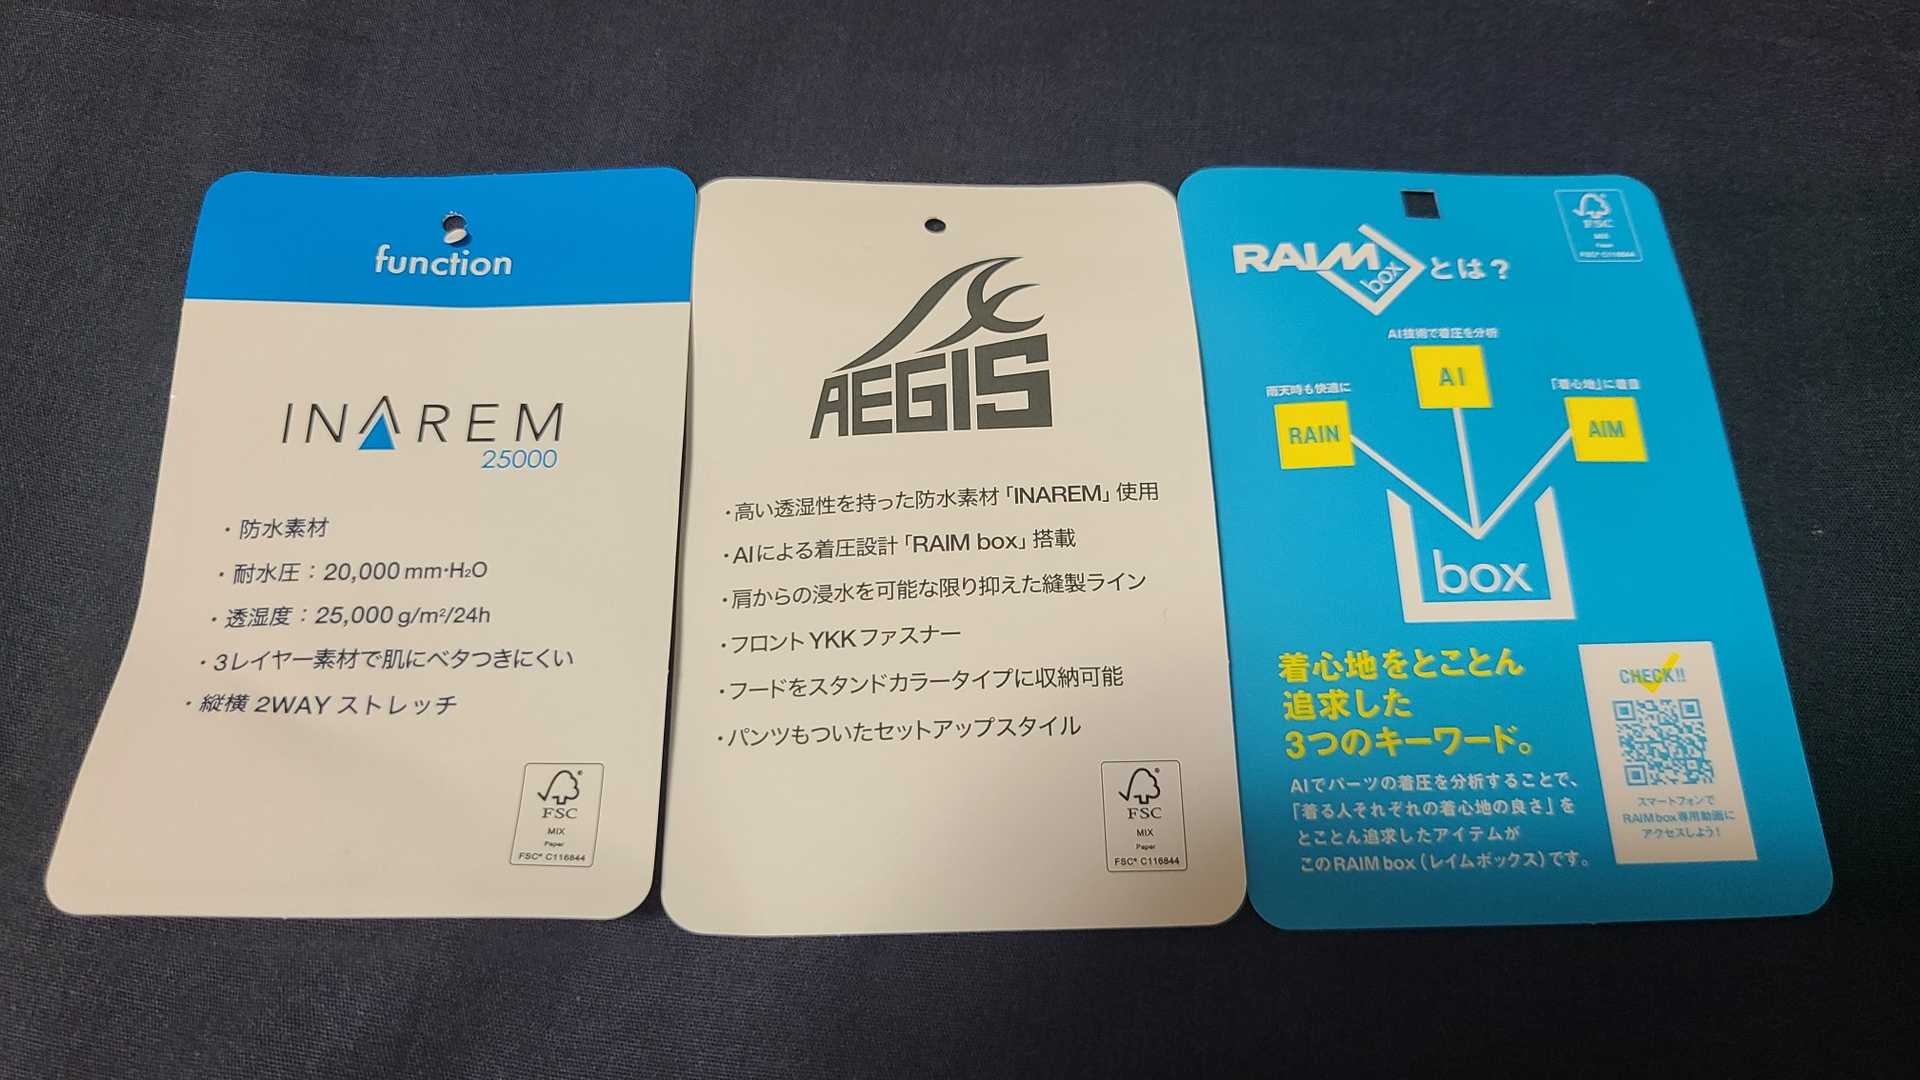 function
INAREM
25000
・防水素材
・耐水圧：20,000 mm·H₂O
・透湿度：25,000 g/m²/24h
・3レイヤー素材で肌にベタつきにくい
・縦横 2WAY ストレッチ
FSC
MIX
Paper
FSC® C116844
AEGIS
・高い透湿性を持った防水素材「INAREM」使用
・AIによる着圧設計「RAIM box」搭載
・肩からの浸水を可能な限り抑えた縫製ライン
・フロント YKK ファスナー
・フードをスタンドカラータイプに収納可能
・パンツもついたセットアップスタイル
FSC
MIX
Paper
FSC® C116844
RAIM box とは？
FSC
MIX
Paper
FSC® C116844
AI技術で着圧を分析
AI
雨天時も快適に
RAIN
「着心地」に着目
AIM
box
着心地をとことん
追求した
3つのキーワード。
AIでパーツの着圧を分析することで、
「着る人それぞれの着心地の良さ」を
とことん追求したアイテムが
このRAIM box（レイムボックス）です。
CHECK!!
スマートフォンで
RAIM box専用動画に
アクセスしよう！